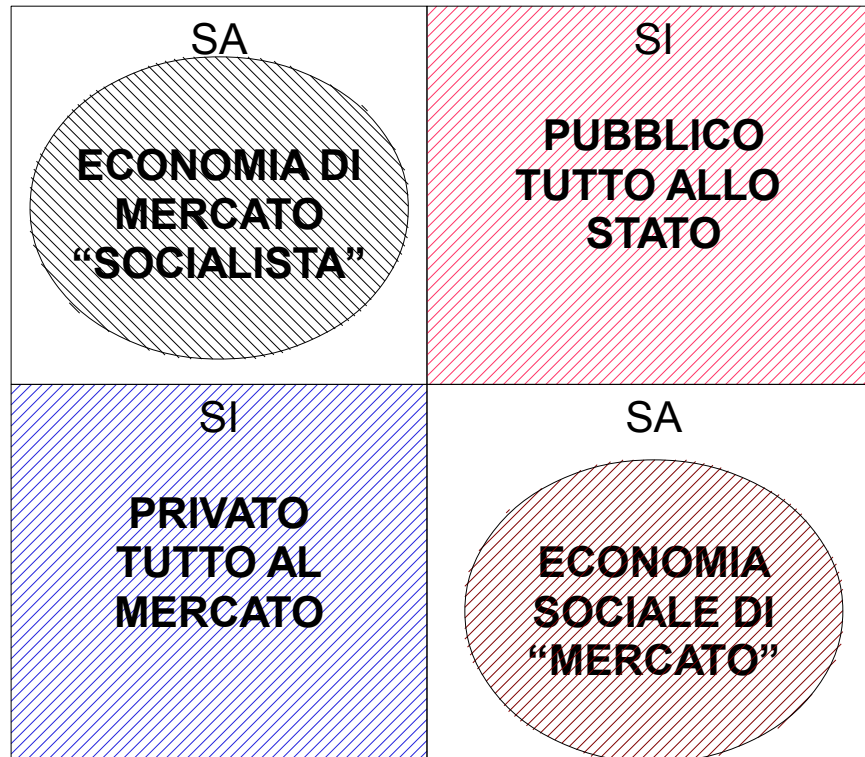 SA
ECONOMIA DI
MERCATO
“SOCIALISTA”
SI
PUBBLICO
TUTTO ALLO
STATO
SI
PRIVATO
TUTTO AL
MERCATO
SA
ECONOMIA
SOCIALE DI
“MERCATO”